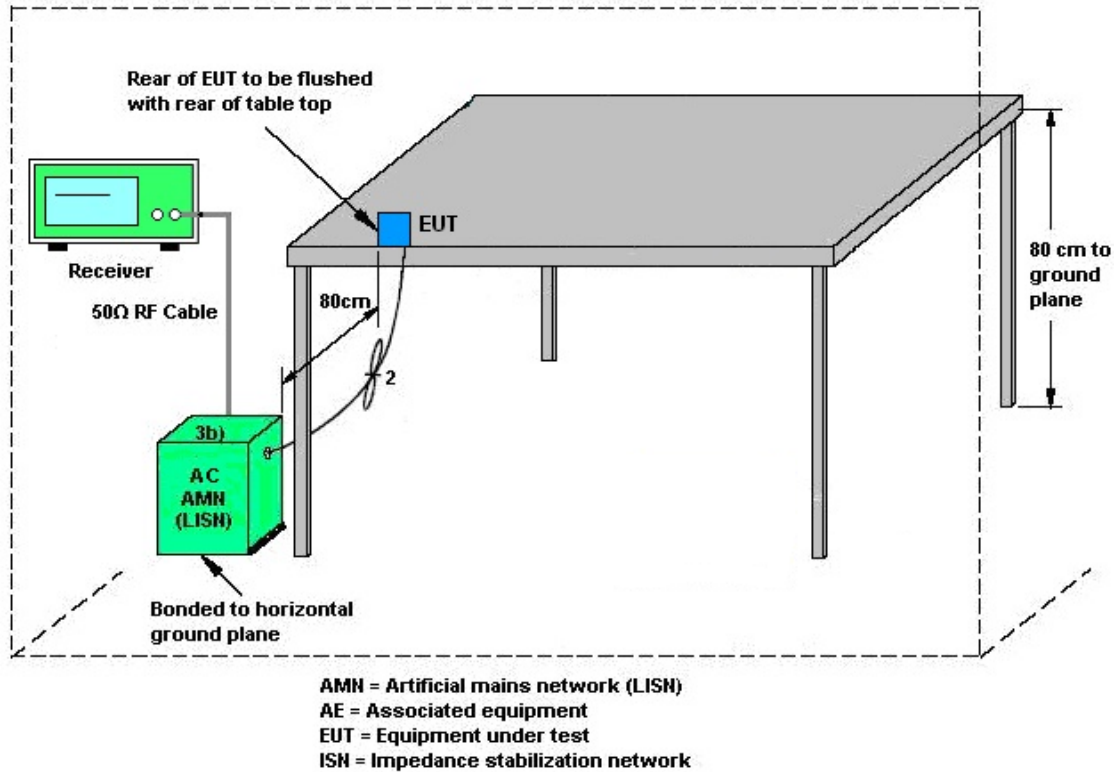 Rear of EUT to be flushed
with rear of table top
EUT
Receiver
50Ω RF Cable
80cm
80 cm to
ground
plane
2
3b)
AC
AMN
(LISN)
Bonded to horizontal
ground plane
AMN = Artificial mains network (LISN)
AE = Associated equipment
EUT = Equipment under test
ISN = Impedance stabilization network